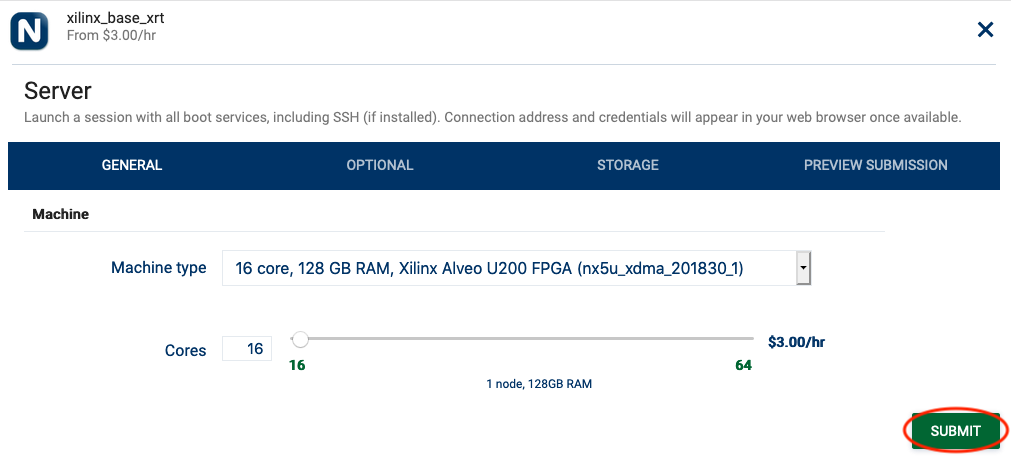 N
xilinx_base_xrt
From $3.00/hr
Server
Launch a session with all boot services, including SSH (if installed). Connection address and credentials will appear in your web browser once available.
GENERAL OPTIONAL STORAGE PREVIEW SUBMISSION
Machine
Machine type 16 core, 128 GB RAM, Xilinx Alveo U200 FPGA (nx5u_xdma_201830_1)
Cores 16 $3.00/hr
16 64
1 node, 128GB RAM
SUBMIT